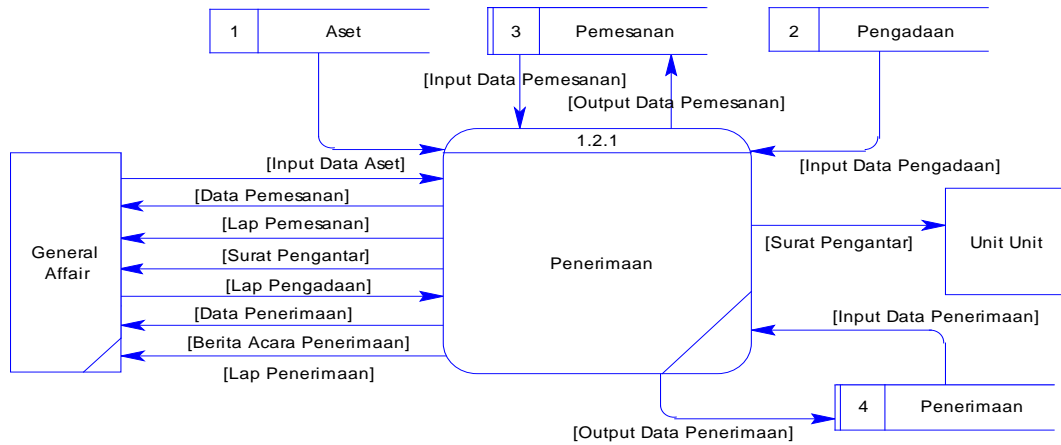 1 Aset
3 Pemesanan
2 Pengadaan
[Input Data Pemesanan]
[Output Data Pemesanan]
1.2.1
[Input Data Aset]
[Input Data Pengadaan]
[Data Pemesanan]
[Lap Pemesanan]
[Surat Pengantar]
General
Affair
[Surat Pengantar]
Unit Unit
Penerimaan
[Lap Pengadaan]
[Data Penerimaan]
[Input Data Penerimaan]
[Berita Acara Penerimaan]
[Lap Penerimaan]
4 Penerimaan
[Output Data Penerimaan]